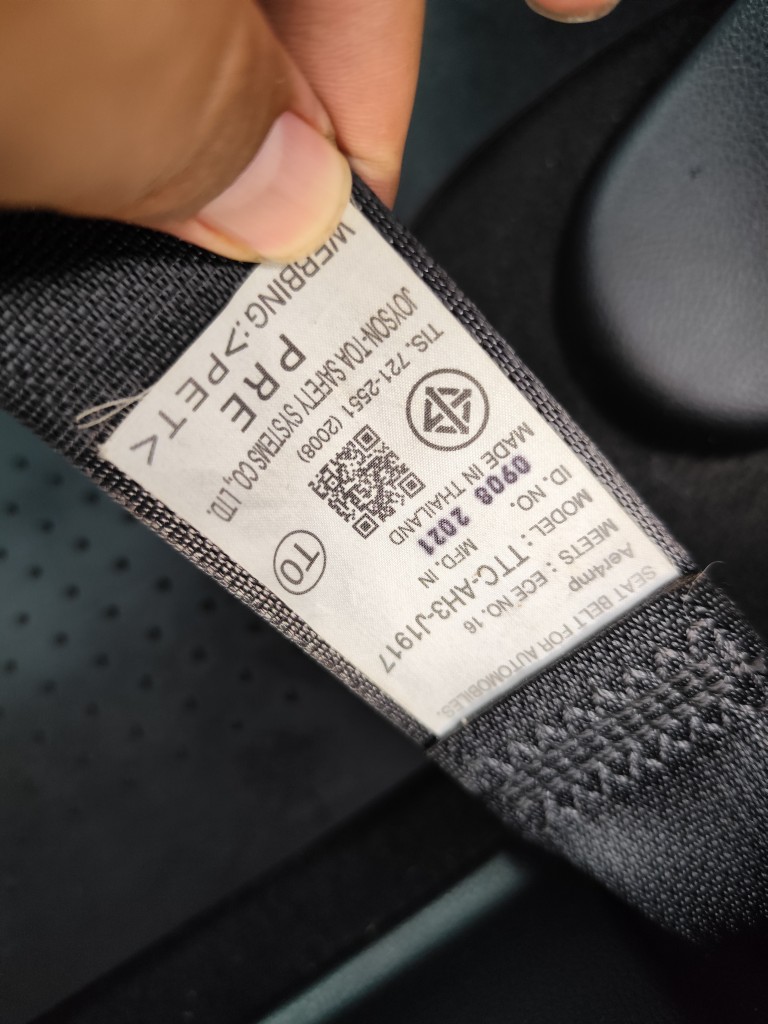 SEAT BELT FOR AUTOMOBILES.
Aer4mp
MEETS : ECE NO. 16
MODEL : TTC-AH3-J1917
ID. NO. MFD. IN
0908 2021
MADE IN THAILAND
TO
TIS. 721-2551 (2008)
JOYSON-TOA SAFETY SYSTEMS CO., LTD.
PRE
WEBBING:>PET<